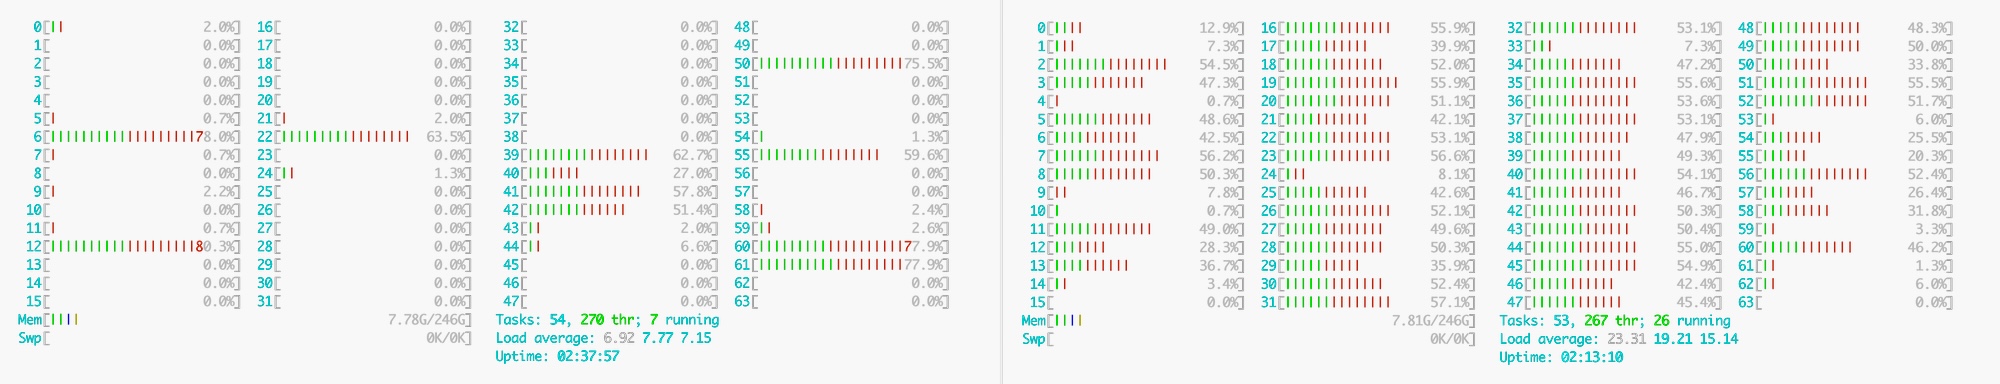 0[ 2.0%] 16[ 0.0%] 32[ 0.0%] 48[ 0.0%]
1[ 0.0%] 17[ 0.0%] 33[ 0.0%] 49[ 0.0%]
2[ 0.0%] 18[ 0.0%] 34[ 0.0%] 50[ 75.5%]
3[ 0.0%] 19[ 0.0%] 35[ 0.0%] 51[ 0.0%]
4[ 0.0%] 20[ 0.0%] 36[ 0.0%] 52[ 0.0%]
5[ 0.7%] 21[ 2.0%] 37[ 0.0%] 53[ 0.0%]
6[ 78.0%] 22[ 63.5%] 38[ 0.0%] 54[ 1.3%]
7[ 0.7%] 23[ 0.0%] 39[ 62.7%] 55[ 59.6%]
8[ 0.0%] 24[ 1.3%] 40[ 27.0%] 56[ 0.0%]
9[ 2.2%] 25[ 0.0%] 41[ 57.8%] 57[ 0.0%]
10[ 0.0%] 26[ 0.0%] 42[ 51.4%] 58[ 2.4%]
11[ 0.7%] 27[ 0.0%] 43[ 2.0%] 59[ 2.6%]
12[ 80.3%] 28[ 0.0%] 44[ 6.6%] 60[ 77.9%]
13[ 0.0%] 29[ 0.0%] 45[ 0.0%] 61[ 77.9%]
14[ 0.0%] 30[ 0.0%] 46[ 0.0%] 62[ 0.0%]
15[ 0.0%] 31[ 0.0%] 47[ 0.0%] 63[ 0.0%]
Mem[ 7.78G/246G] Tasks: 54, 270 thr; 7 running
Swp[ 0K/0K] Load average: 6.92 7.77 7.15
Uptime: 02:37:57
0[ 12.9%] 16[ 55.9%] 32[ 53.1%] 48[ 48.3%]
1[ 7.3%] 17[ 39.9%] 33[ 7.3%] 49[ 50.0%]
2[ 54.5%] 18[ 52.0%] 34[ 47.2%] 50[ 33.8%]
3[ 47.3%] 19[ 55.9%] 35[ 55.6%] 51[ 55.5%]
4[ 0.7%] 20[ 51.1%] 36[ 53.6%] 52[ 51.7%]
5[ 48.6%] 21[ 42.1%] 37[ 53.1%] 53[ 6.0%]
6[ 42.5%] 22[ 53.1%] 38[ 47.9%] 54[ 25.5%]
7[ 56.2%] 23[ 56.6%] 39[ 49.3%] 55[ 20.3%]
8[ 50.3%] 24[ 8.1%] 40[ 54.1%] 56[ 52.4%]
9[ 7.8%] 25[ 42.6%] 41[ 46.7%] 57[ 26.4%]
10[ 0.7%] 26[ 52.1%] 42[ 50.3%] 58[ 31.8%]
11[ 49.0%] 27[ 49.6%] 43[ 50.4%] 59[ 3.3%]
12[ 28.3%] 28[ 50.3%] 44[ 55.0%] 60[ 46.2%]
13[ 36.7%] 29[ 35.9%] 45[ 54.9%] 61[ 1.3%]
14[ 3.4%] 30[ 52.4%] 46[ 42.4%] 62[ 6.0%]
15[ 0.0%] 31[ 57.1%] 47[ 45.4%] 63[ 0.0%]
Mem[ 7.81G/246G] Tasks: 53, 267 thr; 26 running
Swp[ 0K/0K] Load average: 23.31 19.21 15.14
Uptime: 02:13:10